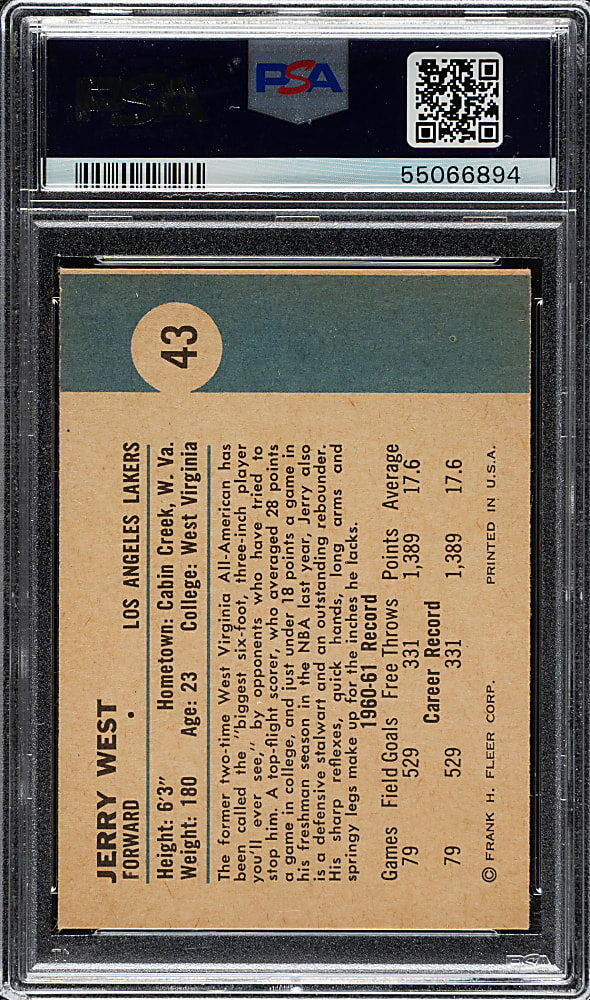 PSA
PSA
55066894
43
JERRY WEST
FORWARD LOS ANGELES LAKERS
Height: 6'3" Hometown: Cabin Creek, W. Va.
Weight: 180 Age: 23 College: West Virginia
The former two-time West Virginia All-American has
been called the "biggest six-foot, three-inch player
you'll ever see," by opponents who have tried to
stop him. A top-flight scorer, who averaged 28 points
a game in college, and just under 18 points a game in
his freshman season in the NBA last year, Jerry also
is a defensive stalwart and an outstanding rebounder.
His sharp reflexes, quick hands, long arms and
springy legs make up for the inches he lacks.
1960-61 Record
Games Field Goals Free Throws Points Average
79 529 331 1,389 17.6
Career Record
79 529 331 1,389 17.6
© FRANK H. FLEER CORP. PRINTED IN U.S.A.
PSA